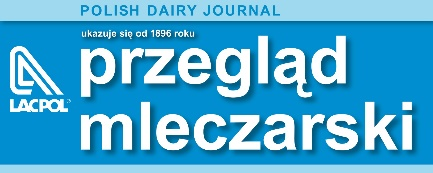 POLISH DAIRY JOURNAL
ukazuje się od 1896 roku
przegląd
mleczarski
LACPOL®